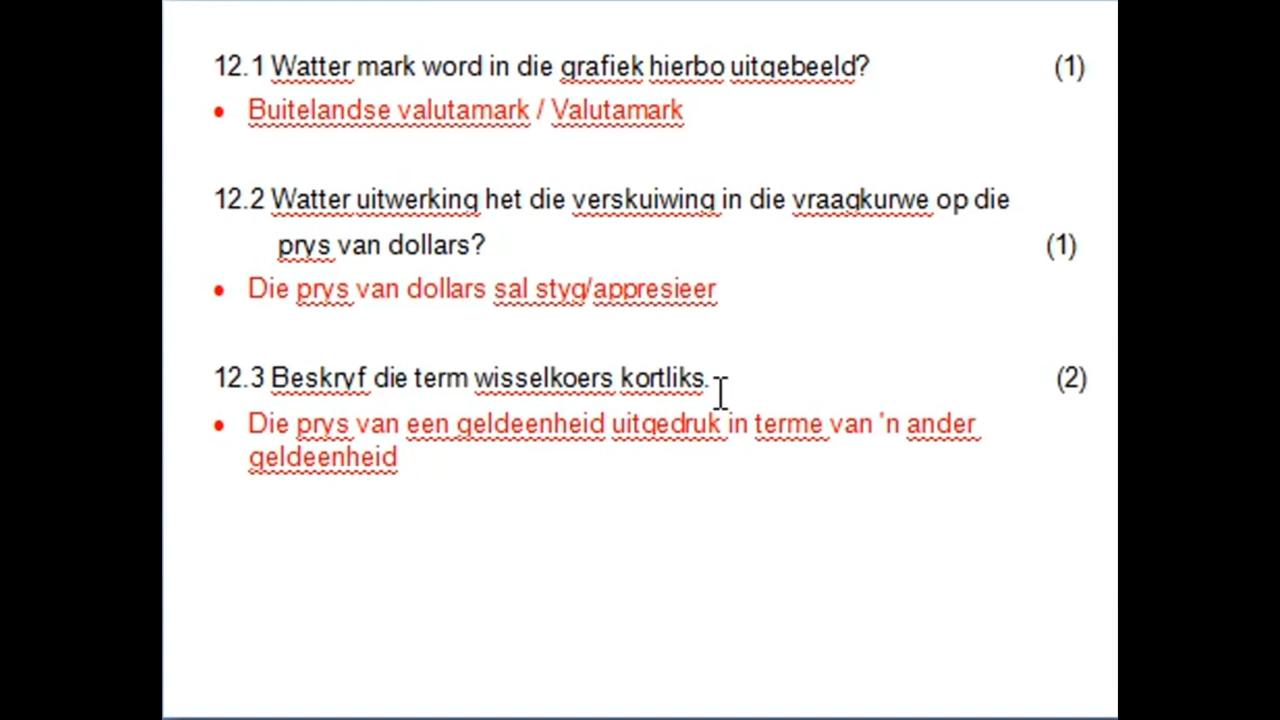 12.1 Watter mark word in die grafiek hierbo uitgebeeld? (1)
• Buitelandse valutamark / Valutamark
12.2 Watter uitwerking het die verskuiwing in die vraagkurwe op die
prys van dollars? (1)
• Die prys van dollars sal styg/appresieer
12.3 Beskryf die term wisselkoers kortliks. (2)
• Die prys van een geldeenheid uitgedruk in terme van 'n ander
geldeenheid